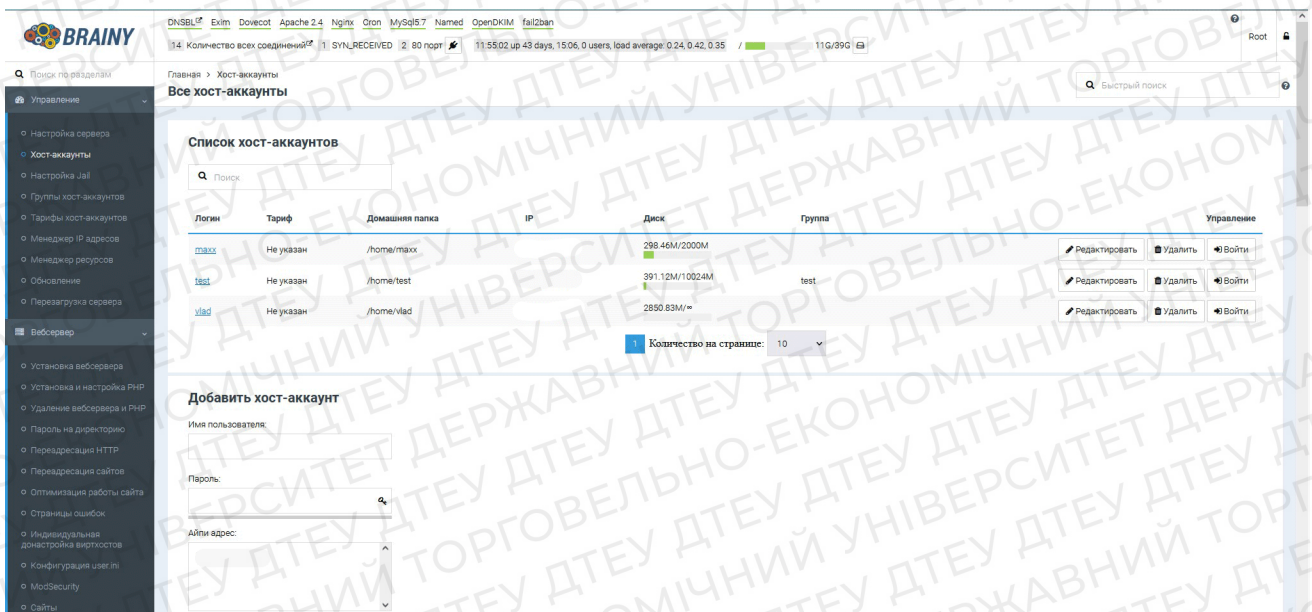 BRAINY
DNSBL Exim Dovecot Apache 2.4 Nginx Cron MySql5.7 Named OpenDKIM fail2ban
14 Количество всех соединений 1 SYN_RECEIVED 2 80 порт 11:55:02 up 43 days, 15:06, 0 users, load average: 0.24, 0.42, 0.35 / 11G/39G
Root
Поиск по разделам
Управление
Настройка сервера
Хост-аккаунты
Настройка Jail
Группы хост-аккаунтов
Тарифы хост-аккаунтов
Менеджер IP адресов
Менеджер ресурсов
Обновление
Перезагрузка сервера
Вебсервер
Установка вебсервера
Установка и настройка PHP
Удаление вебсервера и PHP
Пароль на директорию
Переадресация HTTP
Переадресация сайтов
Оптимизация работы сайта
Страницы ошибок
Индивидуальная
донастройка виртхостов
Конфигурация user.ini
ModSecurity
Сайты
Главная > Хост-аккаунты
Все хост-аккаунты
Быстрый поиск
Список хост-аккаунтов
Поиск
Логин Тариф Домашняя папка IP Диск Группа Управление
maxx Не указан /home/maxx 298.46M/2000M Редактировать Удалить Войти
test Не указан /home/test 391.12M/10024M test Редактировать Удалить Войти
vlad Не указан /home/vlad 2850.83M/∞ Редактировать Удалить Войти
1 Количество на странице: 10
Добавить хост-аккаунт
Имя пользователя:
Пароль:
Айпи адрес: